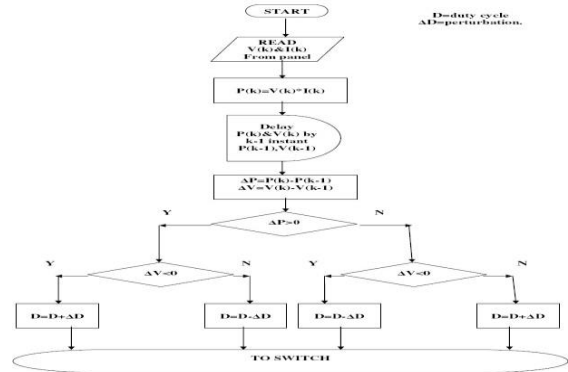 START
D=duty cycle
ΔD=perturbation.
READ
V(k)&I(k)
From panel
P(k)=V(k)*I(k)
Delay
P(k)&V(k) by
k-1 instant
P(k-1),V(k-1)
ΔP=P(k)-P(k-1)
ΔV=V(k)-V(k-1)
Y
N
ΔP>0
Y
N
Y
N
ΔV<0
ΔV<0
D=D+ΔD
D=D-ΔD
D=D-ΔD
D=D+ΔD
TO SWITCH